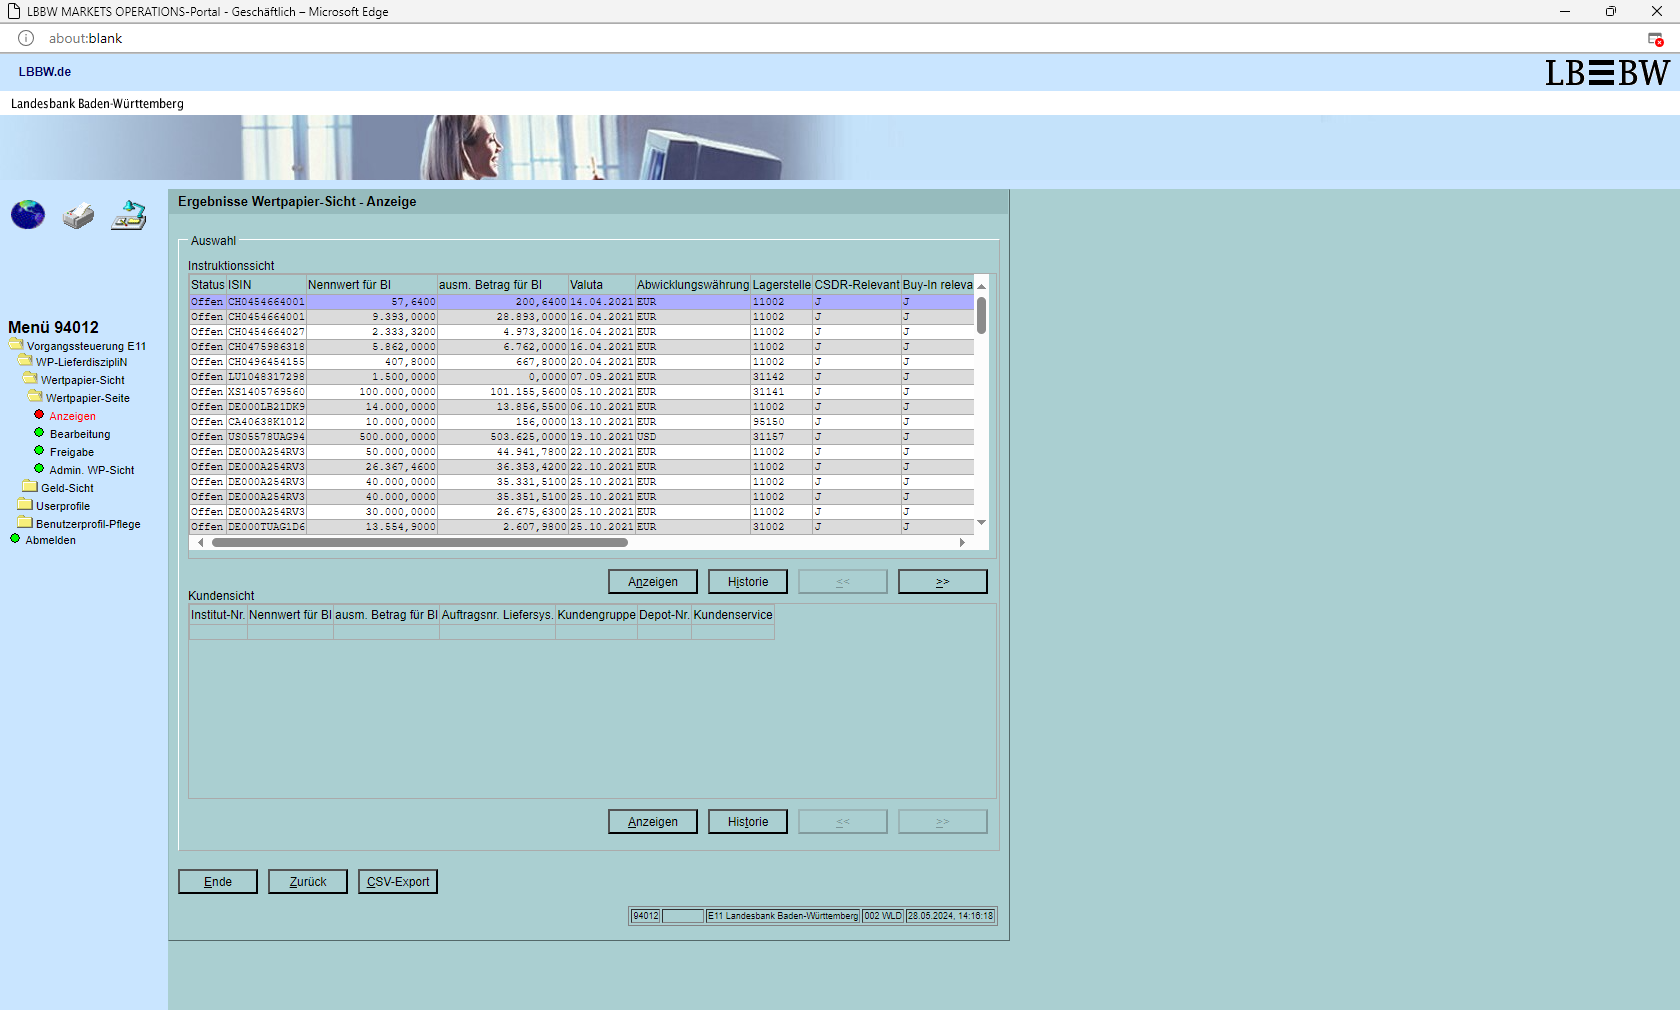 LBBW MARKETS OPERATIONS-Portal - Geschäftlich – Microsoft Edge
about:blank
LBBW.de
LBBW
Landesbank Baden-Württemberg
Ergebnisse Wertpapier-Sicht - Anzeige
Menü 94012
Vorgangssteuerung E11
WP-LieferdiszipliN
Wertpapier-Sicht
Wertpapier-Seite
Anzeigen
Bearbeitung
Freigabe
Admin. WP-Sicht
Geld-Sicht
Userprofile
Benutzerprofil-Pflege
Abmelden
Auswahl
Instruktionssicht
Status ISIN Nennwert für BI ausm. Betrag für BI Valuta Abwicklungswährung Lagerstelle CSDR-Relevant Buy-In releva
Offen CH0454664001 57,6400 200,6400 14.04.2021 EUR 11002 J J
Offen CH0454664001 9.393,0000 28.893,0000 16.04.2021 EUR 11002 J J
Offen CH0454664027 2.333,3200 4.973,3200 16.04.2021 EUR 11002 J J
Offen CH0475986318 5.862,0000 6.762,0000 16.04.2021 EUR 11002 J J
Offen CH0496454155 407,8000 667,8000 20.04.2021 EUR 11002 J J
Offen LU1048317298 1.500,0000 0,0000 07.09.2021 EUR 31142 J J
Offen XS1405769560 100.000,0000 101.155,5600 05.10.2021 EUR 31141 J J
Offen DE000LB21DK9 14.000,0000 13.856,5500 06.10.2021 EUR 11002 J J
Offen CA40638K1012 10.000,0000 156,0000 13.10.2021 EUR 95150 J J
Offen US05578UAG94 500.000,0000 503.625,0000 19.10.2021 USD 31157 J J
Offen DE000A254RV3 50.000,0000 44.941,7800 22.10.2021 EUR 11002 J J
Offen DE000A254RV3 26.367,4600 36.353,4200 22.10.2021 EUR 11002 J J
Offen DE000A254RV3 40.000,0000 35.331,5100 25.10.2021 EUR 11002 J J
Offen DE000A254RV3 40.000,0000 35.351,5100 25.10.2021 EUR 11002 J J
Offen DE000A254RV3 30.000,0000 26.675,6300 25.10.2021 EUR 11002 J J
Offen DE000TUAG1D6 13.554,9000 2.607,9800 25.10.2021 EUR 31002 J J
Anzeigen Historie << >>
Kundensicht
Institut-Nr. Nennwert für BI ausm. Betrag für BI Auftragsnr. Liefersys. Kundengruppe Depot-Nr. Kundenservice
Anzeigen Historie << >>
Ende Zurück CSV-Export
94012 E11 Landesbank Baden-Württemberg 002 WLD 28.05.2024, 14:16:18